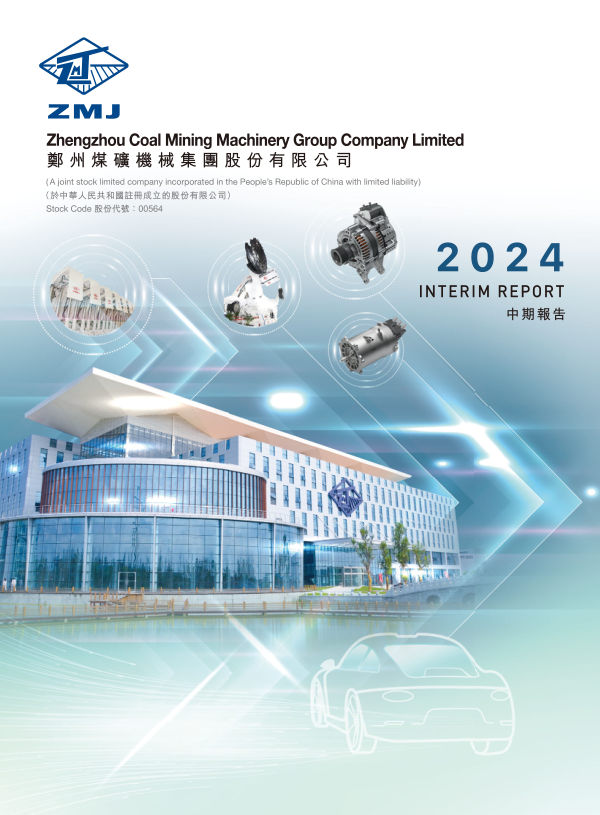 ZMJ
Zhengzhou Coal Mining Machinery Group Company Limited
鄭州煤礦機械集團股份有限公司
(A joint stock limited company incorporated in the People's Republic of China with limited liability)
(於中華人民共和國註冊成立的股份有限公司)
Stock Code 股份代號：00564
2024
INTERIM REPORT
中期報告